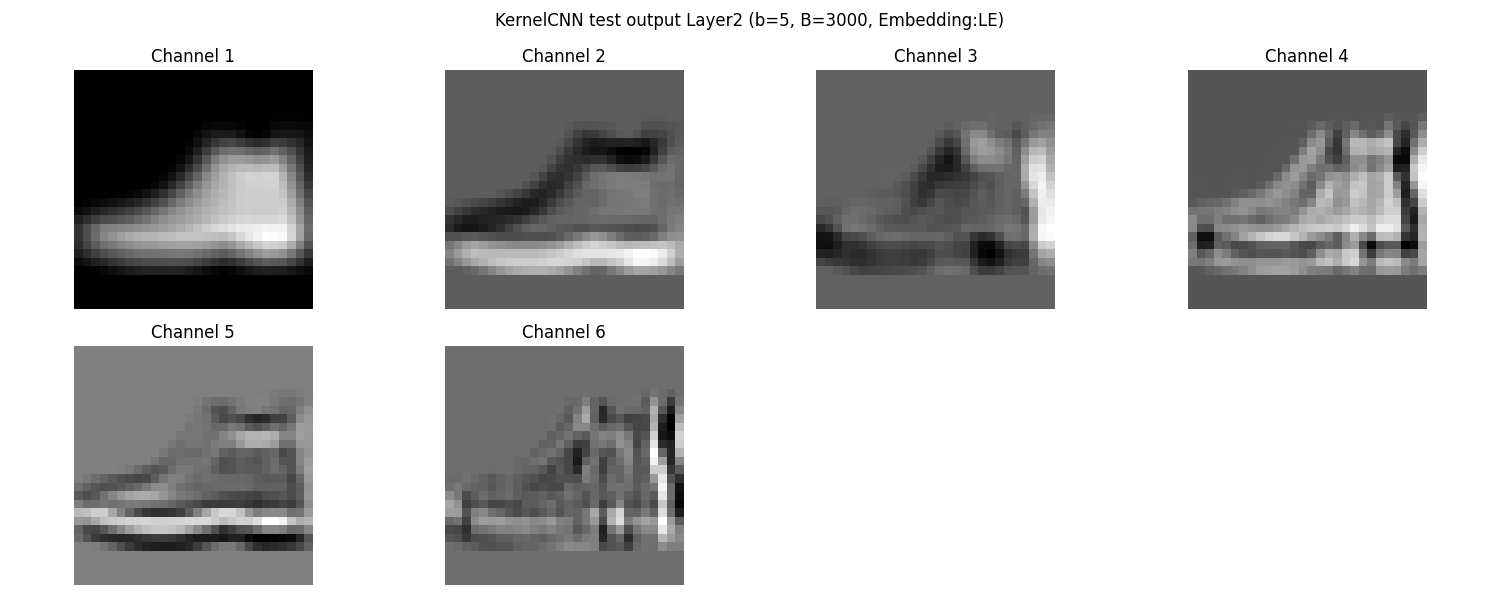 KernelCNN test output Layer2 (b=5, B=3000, Embedding:LE)
Channel 1
Channel 2
Channel 3
Channel 4
Channel 5
Channel 6